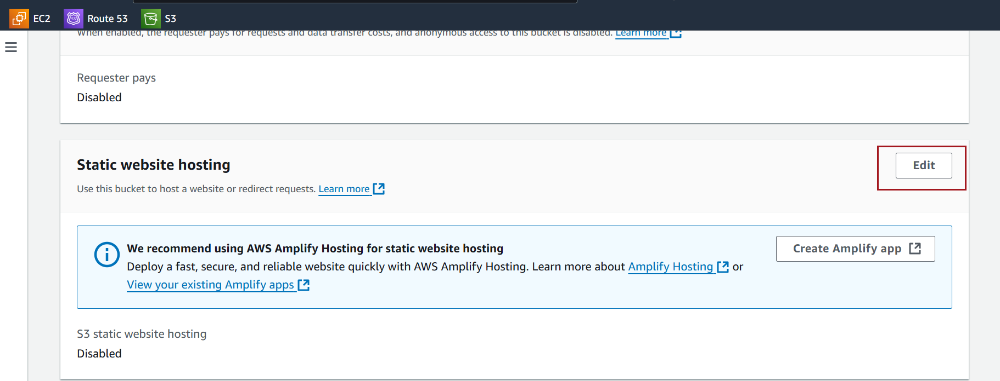 EC2 Route 53 S3
When enabled, the requester pays for requests and data transfer costs, and anonymous access to this bucket is disabled. Learn more
Requester pays
Disabled
Static website hosting
Edit
Use this bucket to host a website or redirect requests. Learn more
We recommend using AWS Amplify Hosting for static website hosting
Create Amplify app
Deploy a fast, secure, and reliable website quickly with AWS Amplify Hosting. Learn more about Amplify Hosting or
View your existing Amplify apps
S3 static website hosting
Disabled